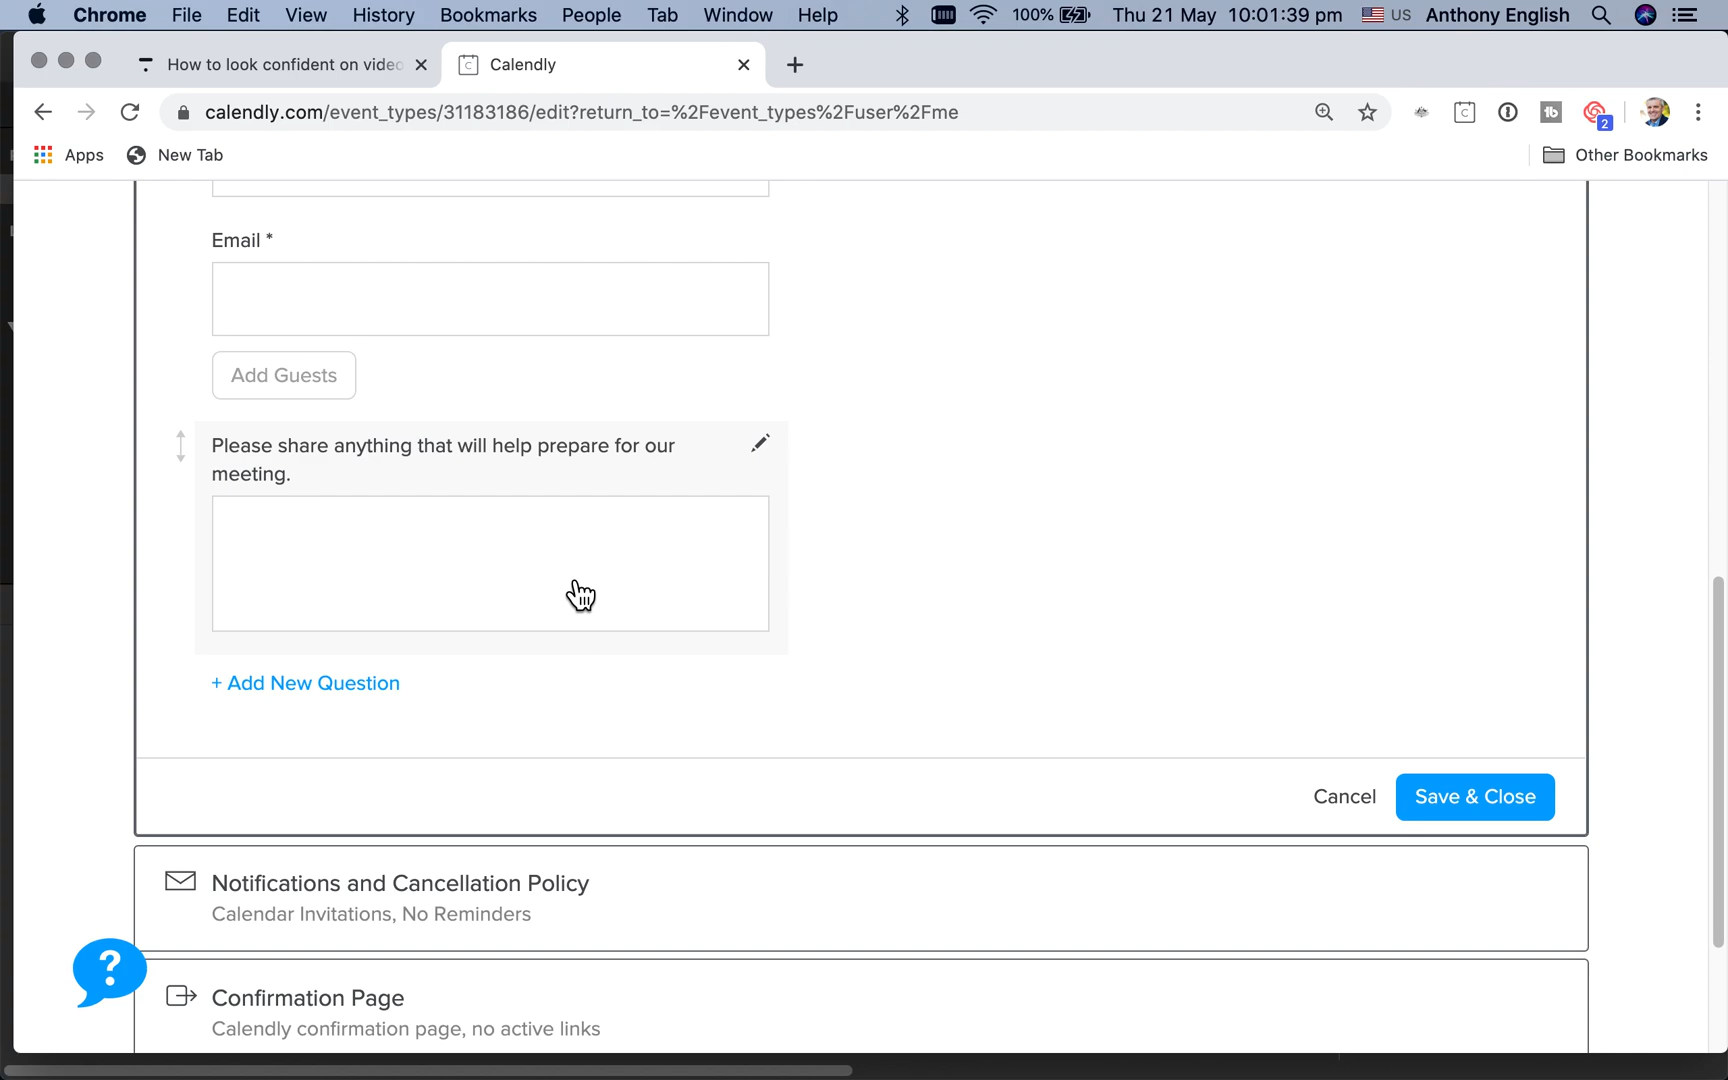 Chrome File Edit View History Bookmarks People Tab Window Help 100% Thu 21 May 10:01:39 pm US Anthony English
How to look confident on video Calendly
calendly.com/event_types/31183186/edit?return_to=%2Fevent_types%2Fuser%2Fme 2
Apps New Tab Other Bookmarks
Email *
Add Guests
Please share anything that will help prepare for our
meeting.
+ Add New Question
Cancel Save & Close
Notifications and Cancellation Policy
Calendar Invitations, No Reminders
?
Confirmation Page
Calendly confirmation page, no active links